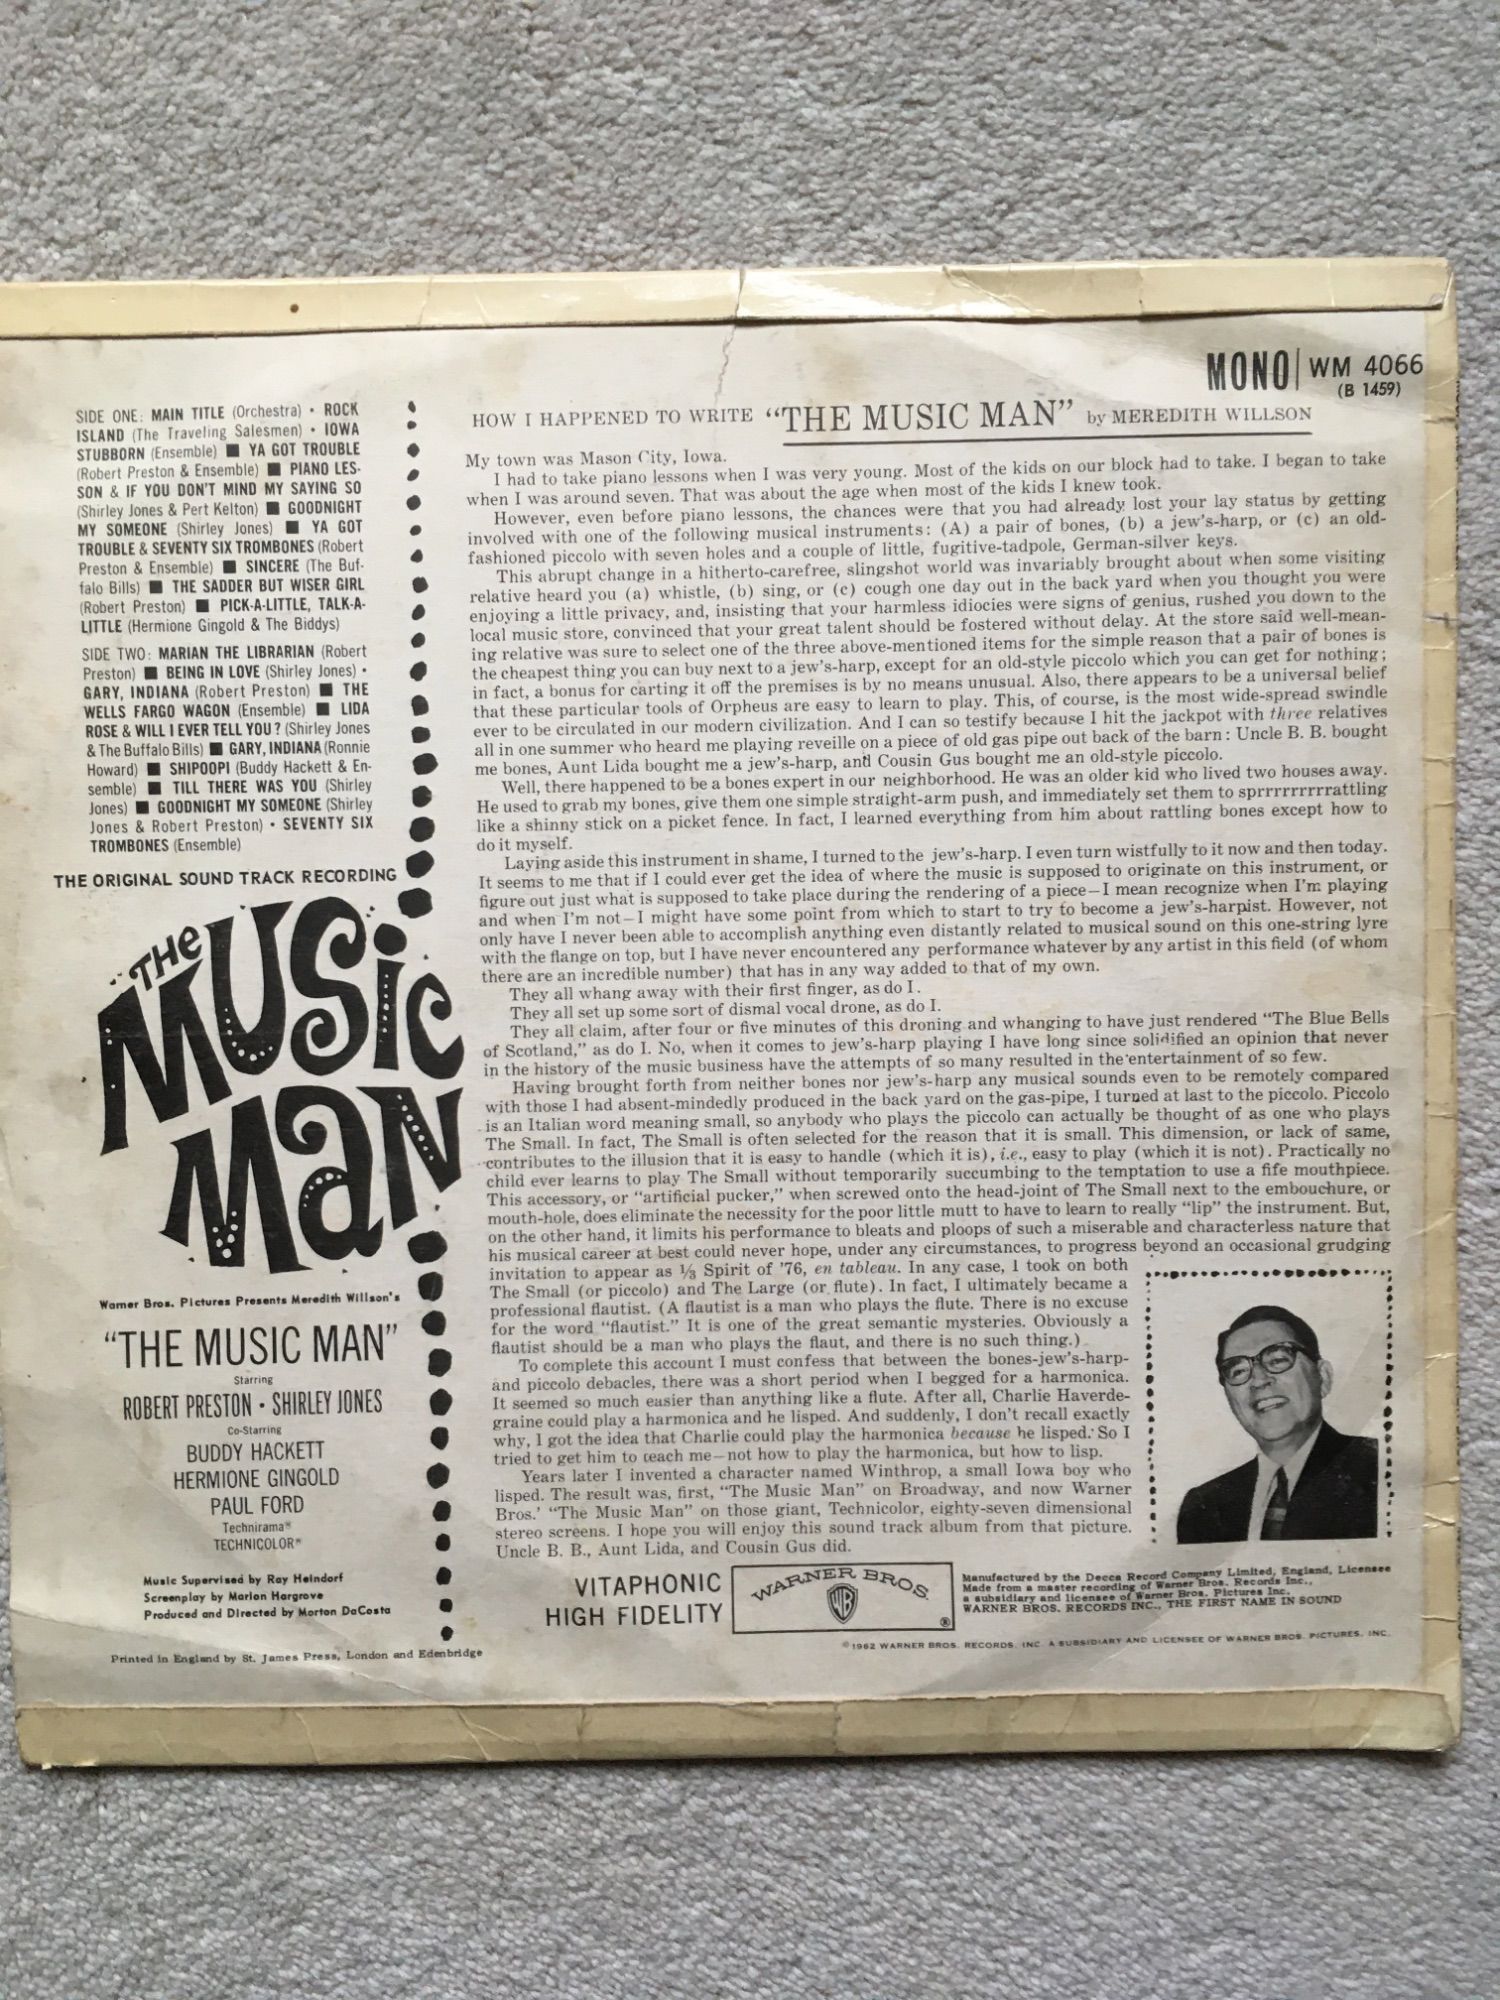 MONO | WM 4066
(B 1459)
SIDE ONE: MAIN TITLE (Orchestra) • ROCK
ISLAND (The Traveling Salesmen) • IOWA
STUBBORN (Ensemble) ■ YA GOT TROUBLE
(Robert Preston & Ensemble) ■ PIANO LES-
SON & IF YOU DON'T MIND MY SAYING SO
(Shirley Jones & Pert Kelton) ■ GOODNIGHT
MY SOMEONE (Shirley Jones) ■ YA GOT
TROUBLE & SEVENTY SIX TROMBONES (Robert
Preston & Ensemble) ■ SINCERE (The Buf-
falo Bills) ■ THE SADDER BUT WISER GIRL
(Robert Preston) ■ PICK-A-LITTLE, TALK-A-
LITTLE (Hermione Gingold & The Biddys)
SIDE TWO: MARIAN THE LIBRARIAN (Robert
Preston) ■ BEING IN LOVE (Shirley Jones) •
GARY, INDIANA (Robert Preston) ■ THE
WELLS FARGO WAGON (Ensemble) ■ LIDA
ROSE & WILL I EVER TELL YOU? (Shirley Jones
& The Buffalo Bills) ■ GARY, INDIANA (Ronnie
Howard) ■ SHIPOOPI (Buddy Hackett & En-
semble) ■ TILL THERE WAS YOU (Shirley
Jones) ■ GOODNIGHT MY SOMEONE (Shirley
Jones & Robert Preston) • SEVENTY SIX
TROMBONES (Ensemble)
THE ORIGINAL SOUND TRACK RECORDING
THE
MUSIC
MAN
Warner Bros. Pictures Presents Meredith Willson's
"THE MUSIC MAN"
Starring
ROBERT PRESTON • SHIRLEY JONES
Co-Starring
BUDDY HACKETT
HERMIONE GINGOLD
PAUL FORD
Technirama®
TECHNICOLOR®
Music Supervised by Ray Heindorf
Screenplay by Marion Hargrove
Produced and Directed by Morton DaCosta
Printed in England by St. James Press, London and Edenbridge
HOW I HAPPENED TO WRITE "THE MUSIC MAN" by MEREDITH WILLSON
My town was Mason City, Iowa.
I had to take piano lessons when I was very young. Most of the kids on our block had to take. I began to take
when I was around seven. That was about the age when most of the kids I knew took.
However, even before piano lessons, the chances were that you had already lost your lay status by getting
involved with one of the following musical instruments: (A) a pair of bones, (b) a jew's-harp, or (c) an old-
fashioned piccolo with seven holes and a couple of little, fugitive-tadpole, German-silver keys.
This abrupt change in a hitherto-carefree, slingshot world was invariably brought about when some visiting
relative heard you (a) whistle, (b) sing, or (c) cough one day out in the back yard when you thought you were
enjoying a little privacy, and, insisting that your harmless idiocies were signs of genius, rushed you down to the
local music store, convinced that your great talent should be fostered without delay. At the store said well-mean-
ing relative was sure to select one of the three above-mentioned items for the simple reason that a pair of bones is
the cheapest thing you can buy next to a jew's-harp, except for an old-style piccolo which you can get for nothing;
in fact, a bonus for carting it off the premises is by no means unusual. Also, there appears to be a universal belief
that these particular tools of Orpheus are easy to learn to play. This, of course, is the most wide-spread swindle
ever to be circulated in our modern civilization. And I can so testify because I hit the jackpot with three relatives
all in one summer who heard me playing reveille on a piece of old gas pipe out back of the barn: Uncle B. B. bought
me bones, Aunt Lida bought me a jew's-harp, and Cousin Gus bought me an old-style piccolo.
Well, there happened to be a bones expert in our neighborhood. He was an older kid who lived two houses away.
He used to grab my bones, give them one simple straight-arm push, and immediately set them to sprrrrrrrrrattling
like a shinny stick on a picket fence. In fact, I learned everything from him about rattling bones except how to
do it myself.
Laying aside this instrument in shame, I turned to the jew's-harp. I even turn wistfully to it now and then today.
It seems to me that if I could ever get the idea of where the music is supposed to originate on this instrument, or
figure out just what is supposed to take place during the rendering of a piece—I mean recognize when I'm playing
and when I'm not—I might have some point from which to start to try to become a jew's-harpist. However, not
only have I never been able to accomplish anything even distantly related to musical sound on this one-string lyre
with the flange on top, but I have never encountered any performance whatever by any artist in this field (of whom
there are an incredible number) that has in any way added to that of my own.
They all whang away with their first finger, as do I.
They all set up some sort of dismal vocal drone, as do I.
They all claim, after four or five minutes of this droning and whanging to have just rendered "The Blue Bells
of Scotland," as do I. No, when it comes to jew's-harp playing I have long since solidified an opinion that never
in the history of the music business have the attempts of so many resulted in the entertainment of so few.
Having brought forth from neither bones nor jew's-harp any musical sounds even to be remotely compared
with those I had absent-mindedly produced in the back yard on the gas-pipe, I turned at last to the piccolo. Piccolo
is an Italian word meaning small, so anybody who plays the piccolo can actually be thought of as one who plays
The Small. In fact, The Small is often selected for the reason that it is small. This dimension, or lack of same,
contributes to the illusion that it is easy to handle (which it is), i.e., easy to play (which it is not). Practically no
child ever learns to play The Small without temporarily succumbing to the temptation to use a fife mouthpiece.
This accessory, or "artificial pucker," when screwed onto the head-joint of The Small next to the embouchure, or
mouth-hole, does eliminate the necessity for the poor little mutt to have to learn to really "lip" the instrument. But,
on the other hand, it limits his performance to bleats and ploops of such a miserable and characterless nature that
his musical career at best could never hope, under any circumstances, to progress beyond an occasional grudging
invitation to appear as ⅓ Spirit of '76, en tableau. In any case, I took on both
The Small (or piccolo) and The Large (or flute). In fact, I ultimately became a
professional flautist. (A flautist is a man who plays the flute. There is no excuse
for the word "flautist." It is one of the great semantic mysteries. Obviously a
flautist should be a man who plays the flaut, and there is no such thing.)
To complete this account I must confess that between the bones-jew's-harp-
and piccolo debacles, there was a short period when I begged for a harmonica.
It seemed so much easier than anything like a flute. After all, Charlie Haverde-
graine could play a harmonica and he lisped. And suddenly, I don't recall exactly
why, I got the idea that Charlie could play the harmonica because he lisped. So I
tried to get him to teach me—not how to play the harmonica, but how to lisp.
Years later I invented a character named Winthrop, a small Iowa boy who
lisped. The result was, first, "The Music Man" on Broadway, and now Warner
Bros.' "The Music Man" on those giant, Technicolor, eighty-seven dimensional
stereo screens. I hope you will enjoy this sound track album from that picture.
Uncle B. B., Aunt Lida, and Cousin Gus did.
VITAPHONIC
HIGH FIDELITY
WARNER BROS.
WB
®
Manufactured by the Decca Record Company Limited, England, Licensee
Made from a master recording of Warner Bros. Records Inc.,
a subsidiary and licensee of Warner Bros. Pictures Inc.
WARNER BROS. RECORDS INC., THE FIRST NAME IN SOUND
©1962 WARNER BROS. RECORDS, INC. A SUBSIDIARY AND LICENSEE OF WARNER BROS. PICTURES, INC.